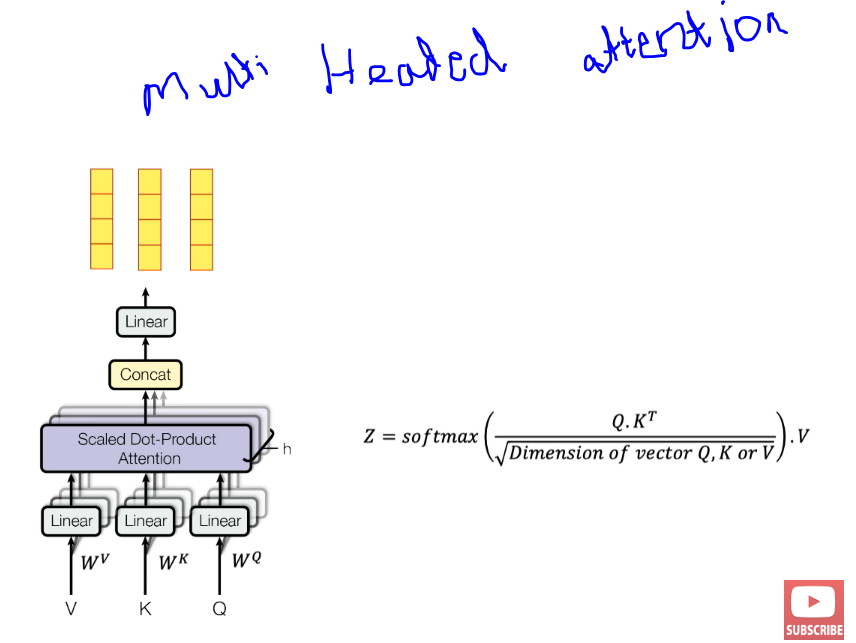 Multi Headed attention
Linear
Concat
Scaled Dot-Product
Attention
h
Linear Linear Linear
W^V W^K W^Q
V K Q
Z = softmax ( Q.K^T / √Dimension of vector Q, K or V ) .V
SUBSCRIBE